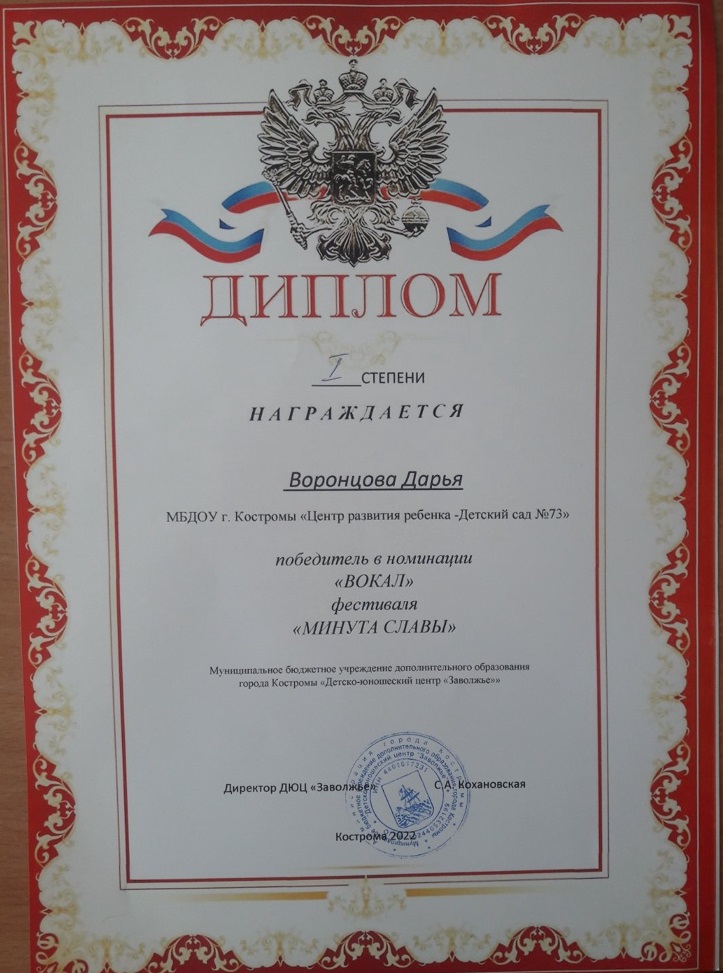 ДИПЛОМ
I СТЕПЕНИ
НАГРАЖДАЕТСЯ
Воронцова Дарья
МБДОУ г. Костромы «Центр развития ребенка -Детский сад №73»
победитель в номинации
«ВОКАЛ»
фестиваля
«МИНУТА СЛАВЫ»
Муниципальное бюджетное учреждение дополнительного образования
города Костромы «Детско-юношеский центр «Заволжье»»
Директор ДЮЦ «Заволжье» С.А. Кохановская
Кострома 2022